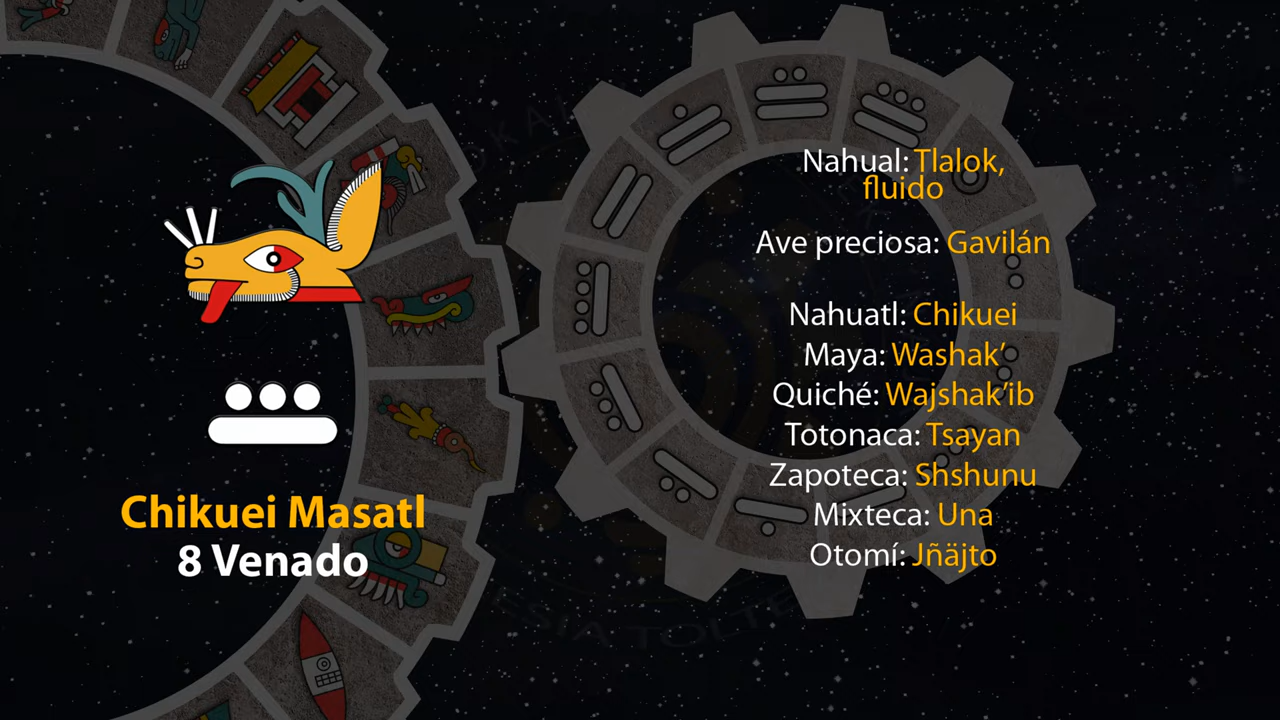 Chikuei Masatl
8 Venado
Nahual: Tlalok,
fluido
Ave preciosa: Gavilán
Nahuatl: Chikuei
Maya: Washak’
Quiché: Wajshak’ib
Totonaca: Tsayan
Zapoteca: Shshunu
Mixteca: Una
Otomí: Jñäjto